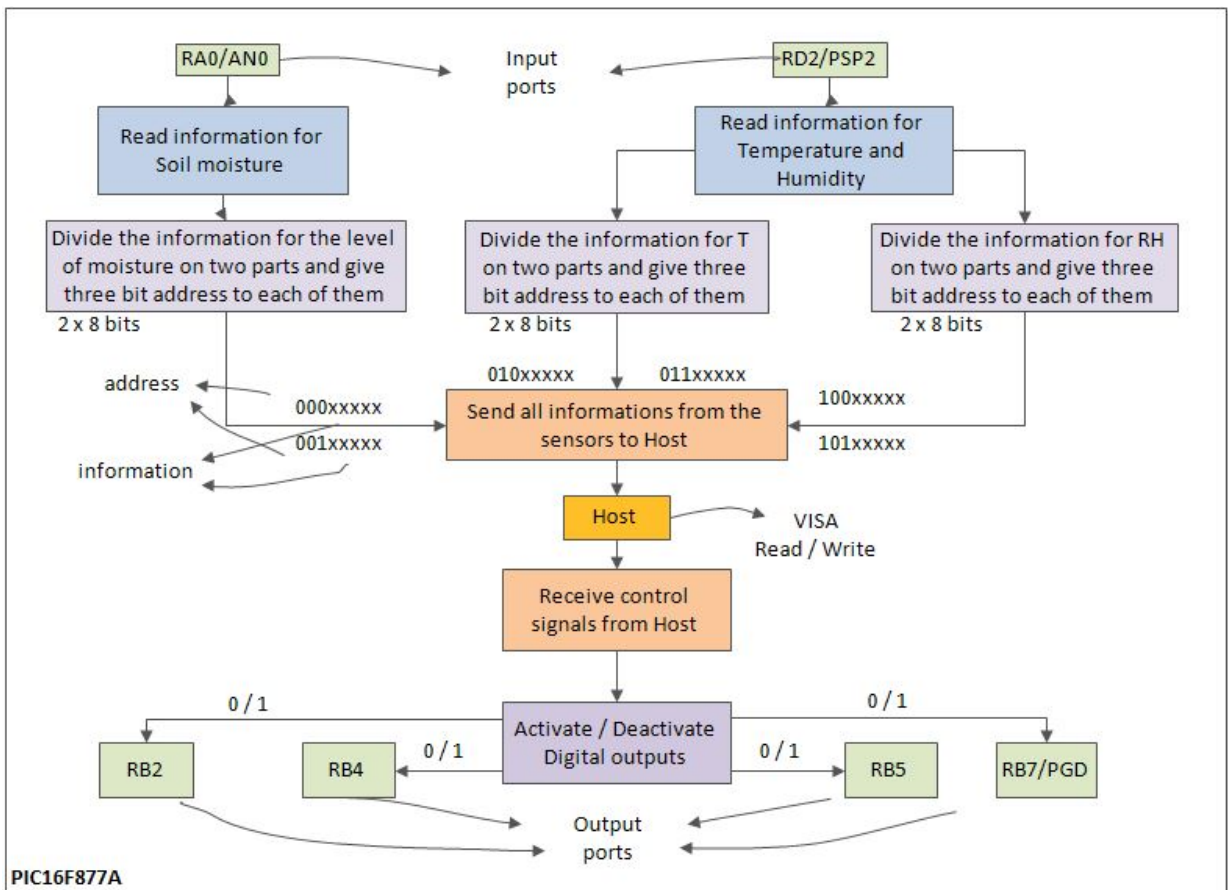 RA0/AN0
Input
ports
RD2/PSP2
Read information for
Soil moisture
Read information for
Temperature and
Humidity
Divide the information for the level
of moisture on two parts and give
three bit address to each of them
2 x 8 bits
Divide the information for T
on two parts and give three
bit address to each of them
2 x 8 bits
Divide the information for RH
on two parts and give three
bit address to each of them
2 x 8 bits
address
information
000xxxxx
001xxxxx
010xxxxx
011xxxxx
100xxxxx
101xxxxx
Send all informations from the
sensors to Host
Host
VISA
Read / Write
Receive control
signals from Host
Activate / Deactivate
Digital outputs
0 / 1
0 / 1
0 / 1
0 / 1
RB2
RB4
RB5
RB7/PGD
Output
ports
PIC16F877A